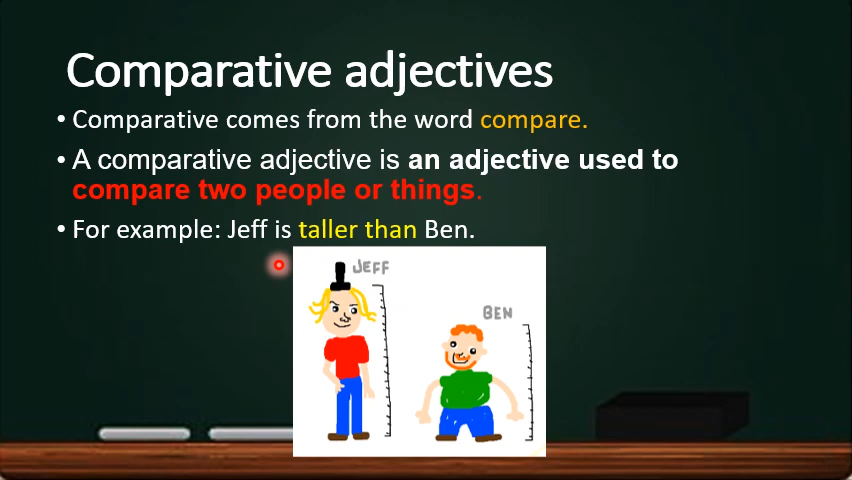 Comparative adjectives
• Comparative comes from the word compare.
• A comparative adjective is an adjective used to
compare two people or things.
• For example: Jeff is taller than Ben.
JEFF
BEN